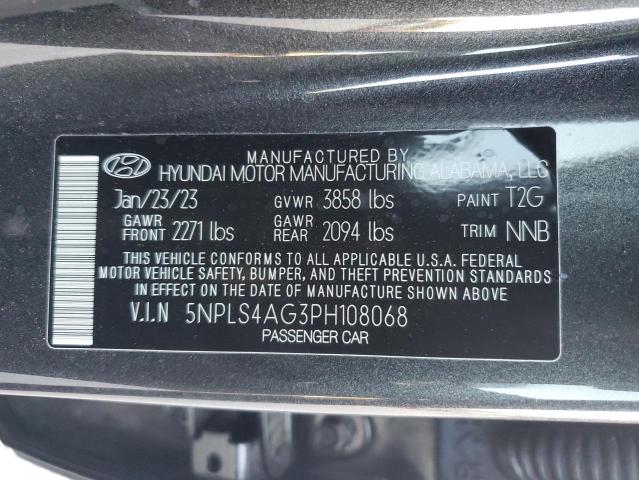 MANUFACTURED BY
HYUNDAI MOTOR MANUFACTURING ALABAMA, LLC
Jan/23/23 GVWR 3858 lbs PAINT T2G
GAWR FRONT 2271 lbs GAWR REAR 2094 lbs TRIM NNB
THIS VEHICLE CONFORMS TO ALL APPLICABLE U.S.A. FEDERAL
MOTOR VEHICLE SAFETY, BUMPER, AND THEFT PREVENTION STANDARDS
IN EFFECT ON THE DATE OF MANUFACTURE SHOWN ABOVE.
V.I.N 5NPLS4AG3PH108068
PASSENGER CAR